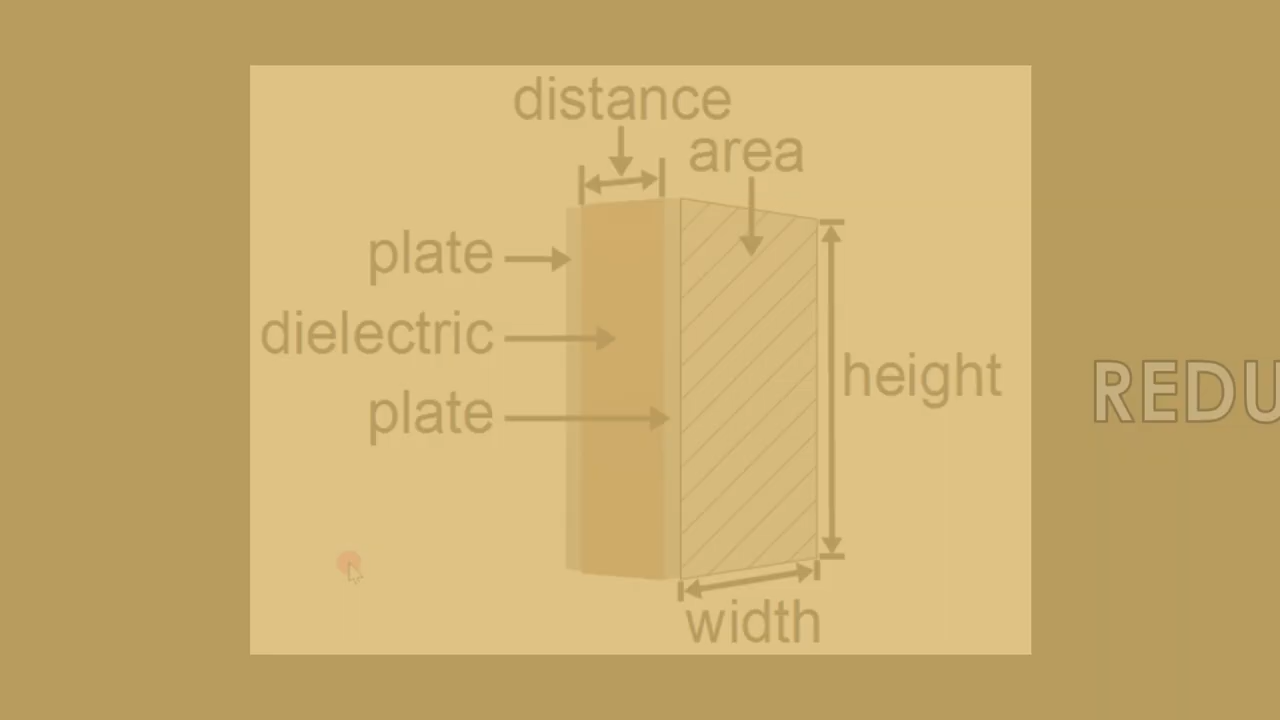 distance
area
plate
dielectric
plate
height
width
REDU